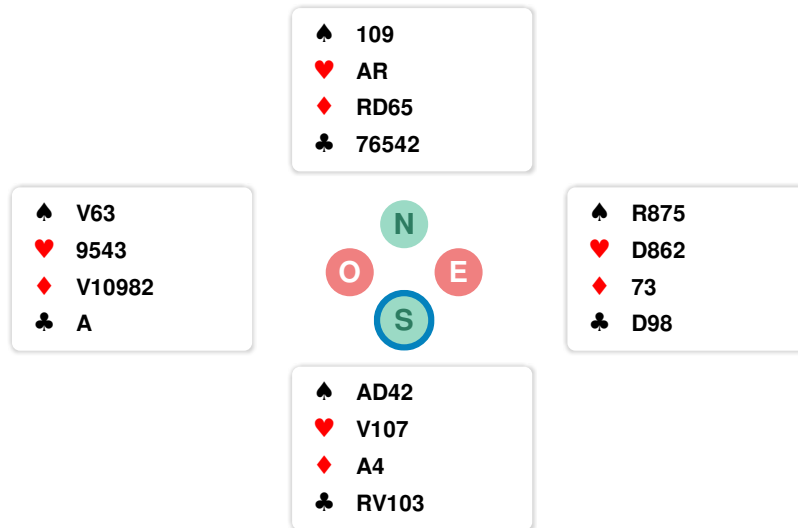 ♠ 109
♥ AR
♦ RD65
♣ 76542
♠ V63
♥ 9543
♦ V10982
♣ A
N
O E
S
♠ R875
♥ D862
♦ 73
♣ D98
♠ AD42
♥ V107
♦ A4
♣ RV103